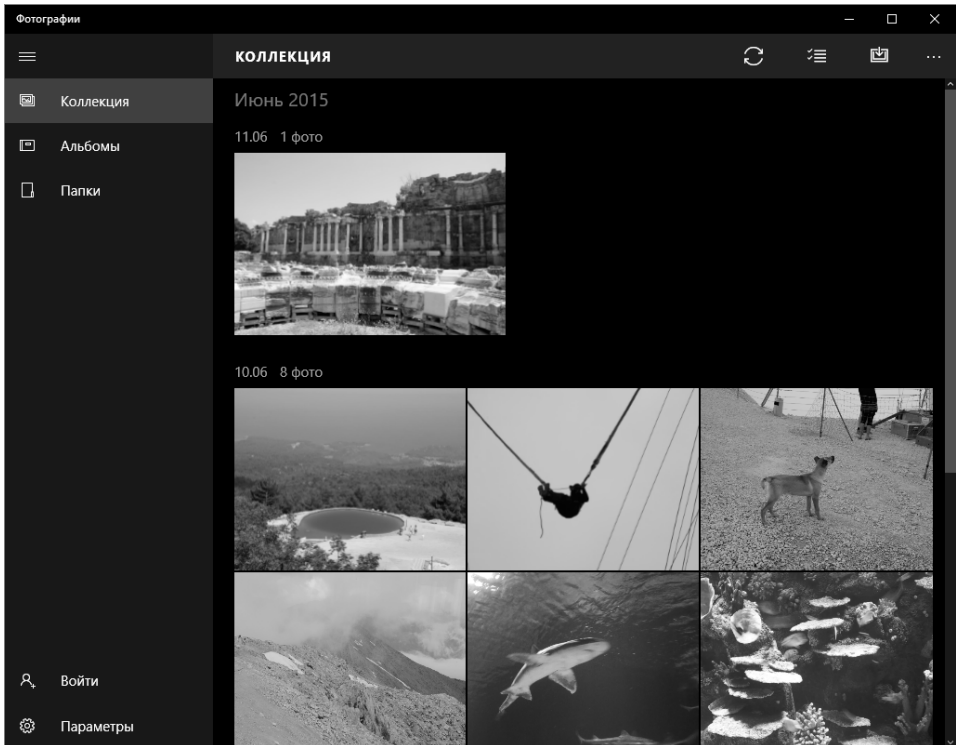 Фотографии
КОЛЛЕКЦИЯ
Коллекция
Альбомы
Папки
Войти
Параметры
Июнь 2015
11.06 1 фото
10.06 8 фото